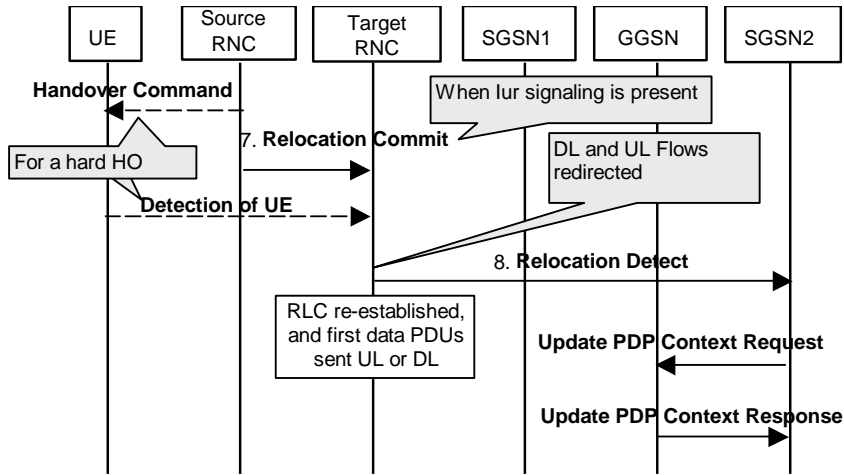 UE
Source
RNC
Target
RNC
SGSN1
GGSN
SGSN2
Handover Command
When Iur signaling is present
7. Relocation Commit
For a hard HO
DL and UL Flows
redirected
Detection of UE
8. Relocation Detect
RLC re-established,
and first data PDUs
sent UL or DL
Update PDP Context Request
Update PDP Context Response